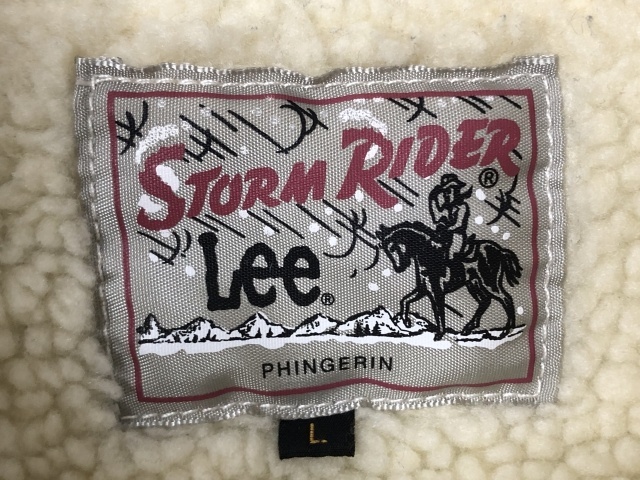 STORM RIDER®
Lee®
PHINGERIN
L